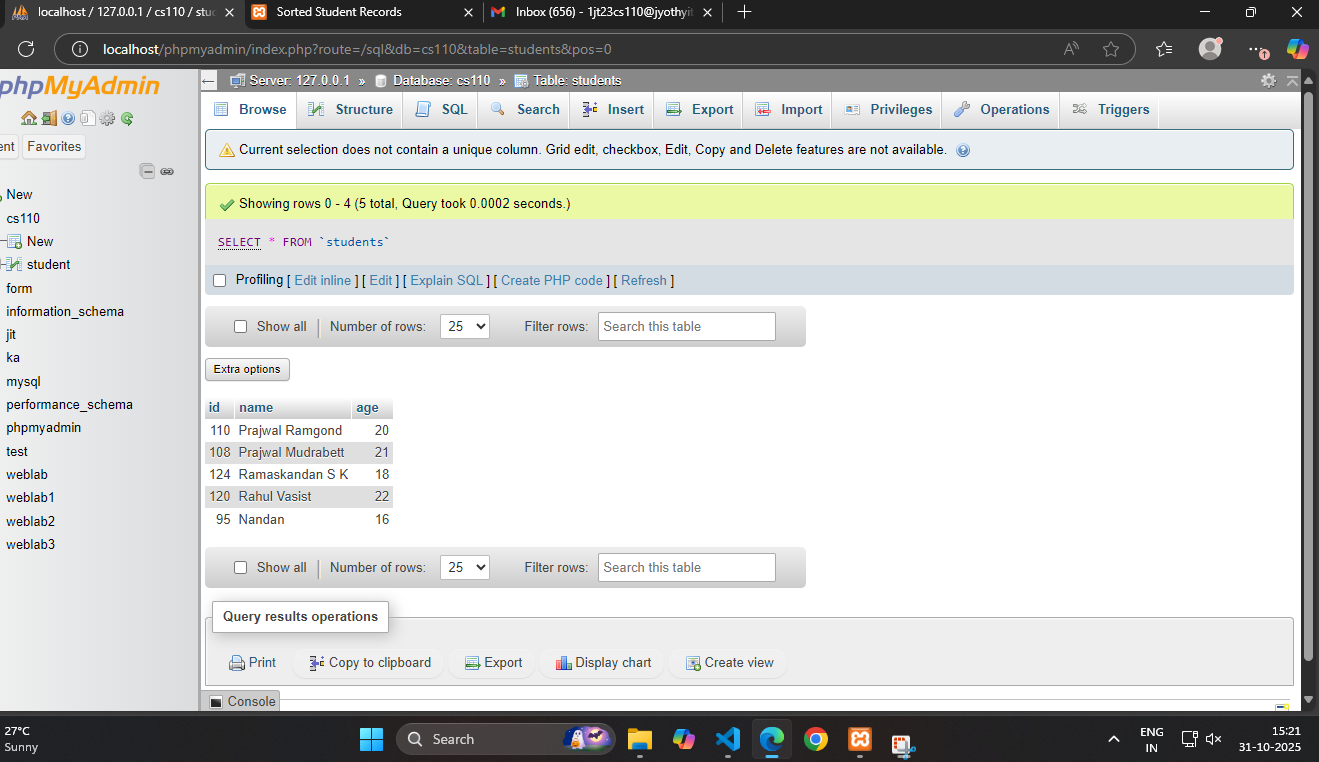 localhost / 127.0.0.1 / cs110 / stu
Sorted Student Records
Inbox (656) - 1jt23cs110@jyothyit
localhost/phpmyadmin/index.php?route=/sql&db=cs110&table=students&pos=0
phpMyAdmin
ent
Favorites
New
cs110
New
student
form
information_schema
jit
ka
mysql
performance_schema
phpmyadmin
test
weblab
weblab1
weblab2
weblab3
Server: 127.0.0.1 » Database: cs110 » Table: students
Browse Structure SQL Search Insert Export Import Privileges Operations Triggers
Current selection does not contain a unique column. Grid edit, checkbox, Edit, Copy and Delete features are not available.
Showing rows 0 - 4 (5 total, Query took 0.0002 seconds.)
SELECT * FROM `students`
Profiling [ Edit inline ] [ Edit ] [ Explain SQL ] [ Create PHP code ] [ Refresh ]
Show all Number of rows: 25 Filter rows: Search this table
Extra options
id name age
110 Prajwal Ramgond 20
108 Prajwal Mudrabett 21
124 Ramaskandan S K 18
120 Rahul Vasist 22
95 Nandan 16
Show all Number of rows: 25 Filter rows: Search this table
Query results operations
Print Copy to clipboard Export Display chart Create view
Console
27°C
Sunny
Search
ENG
IN
15:21
31-10-2025